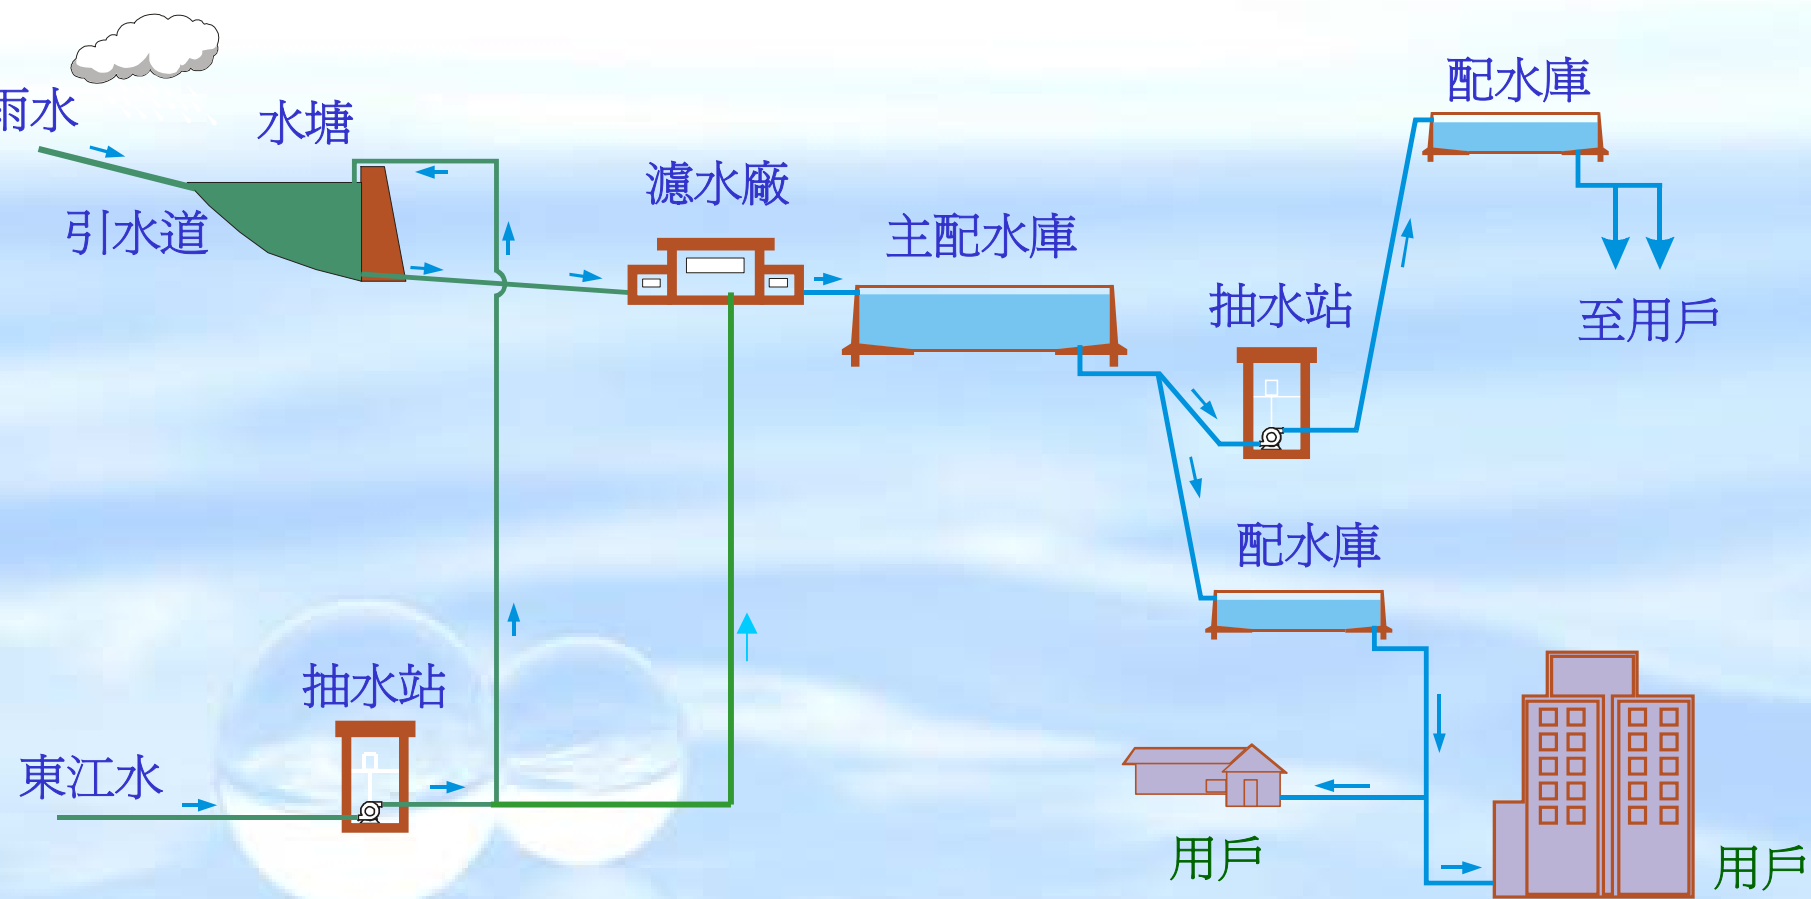 雨水
水塘
引水道
濾水廠
主配水庫
抽水站
配水庫
至用戶
配水庫
抽水站
東江水
用戶
用戶